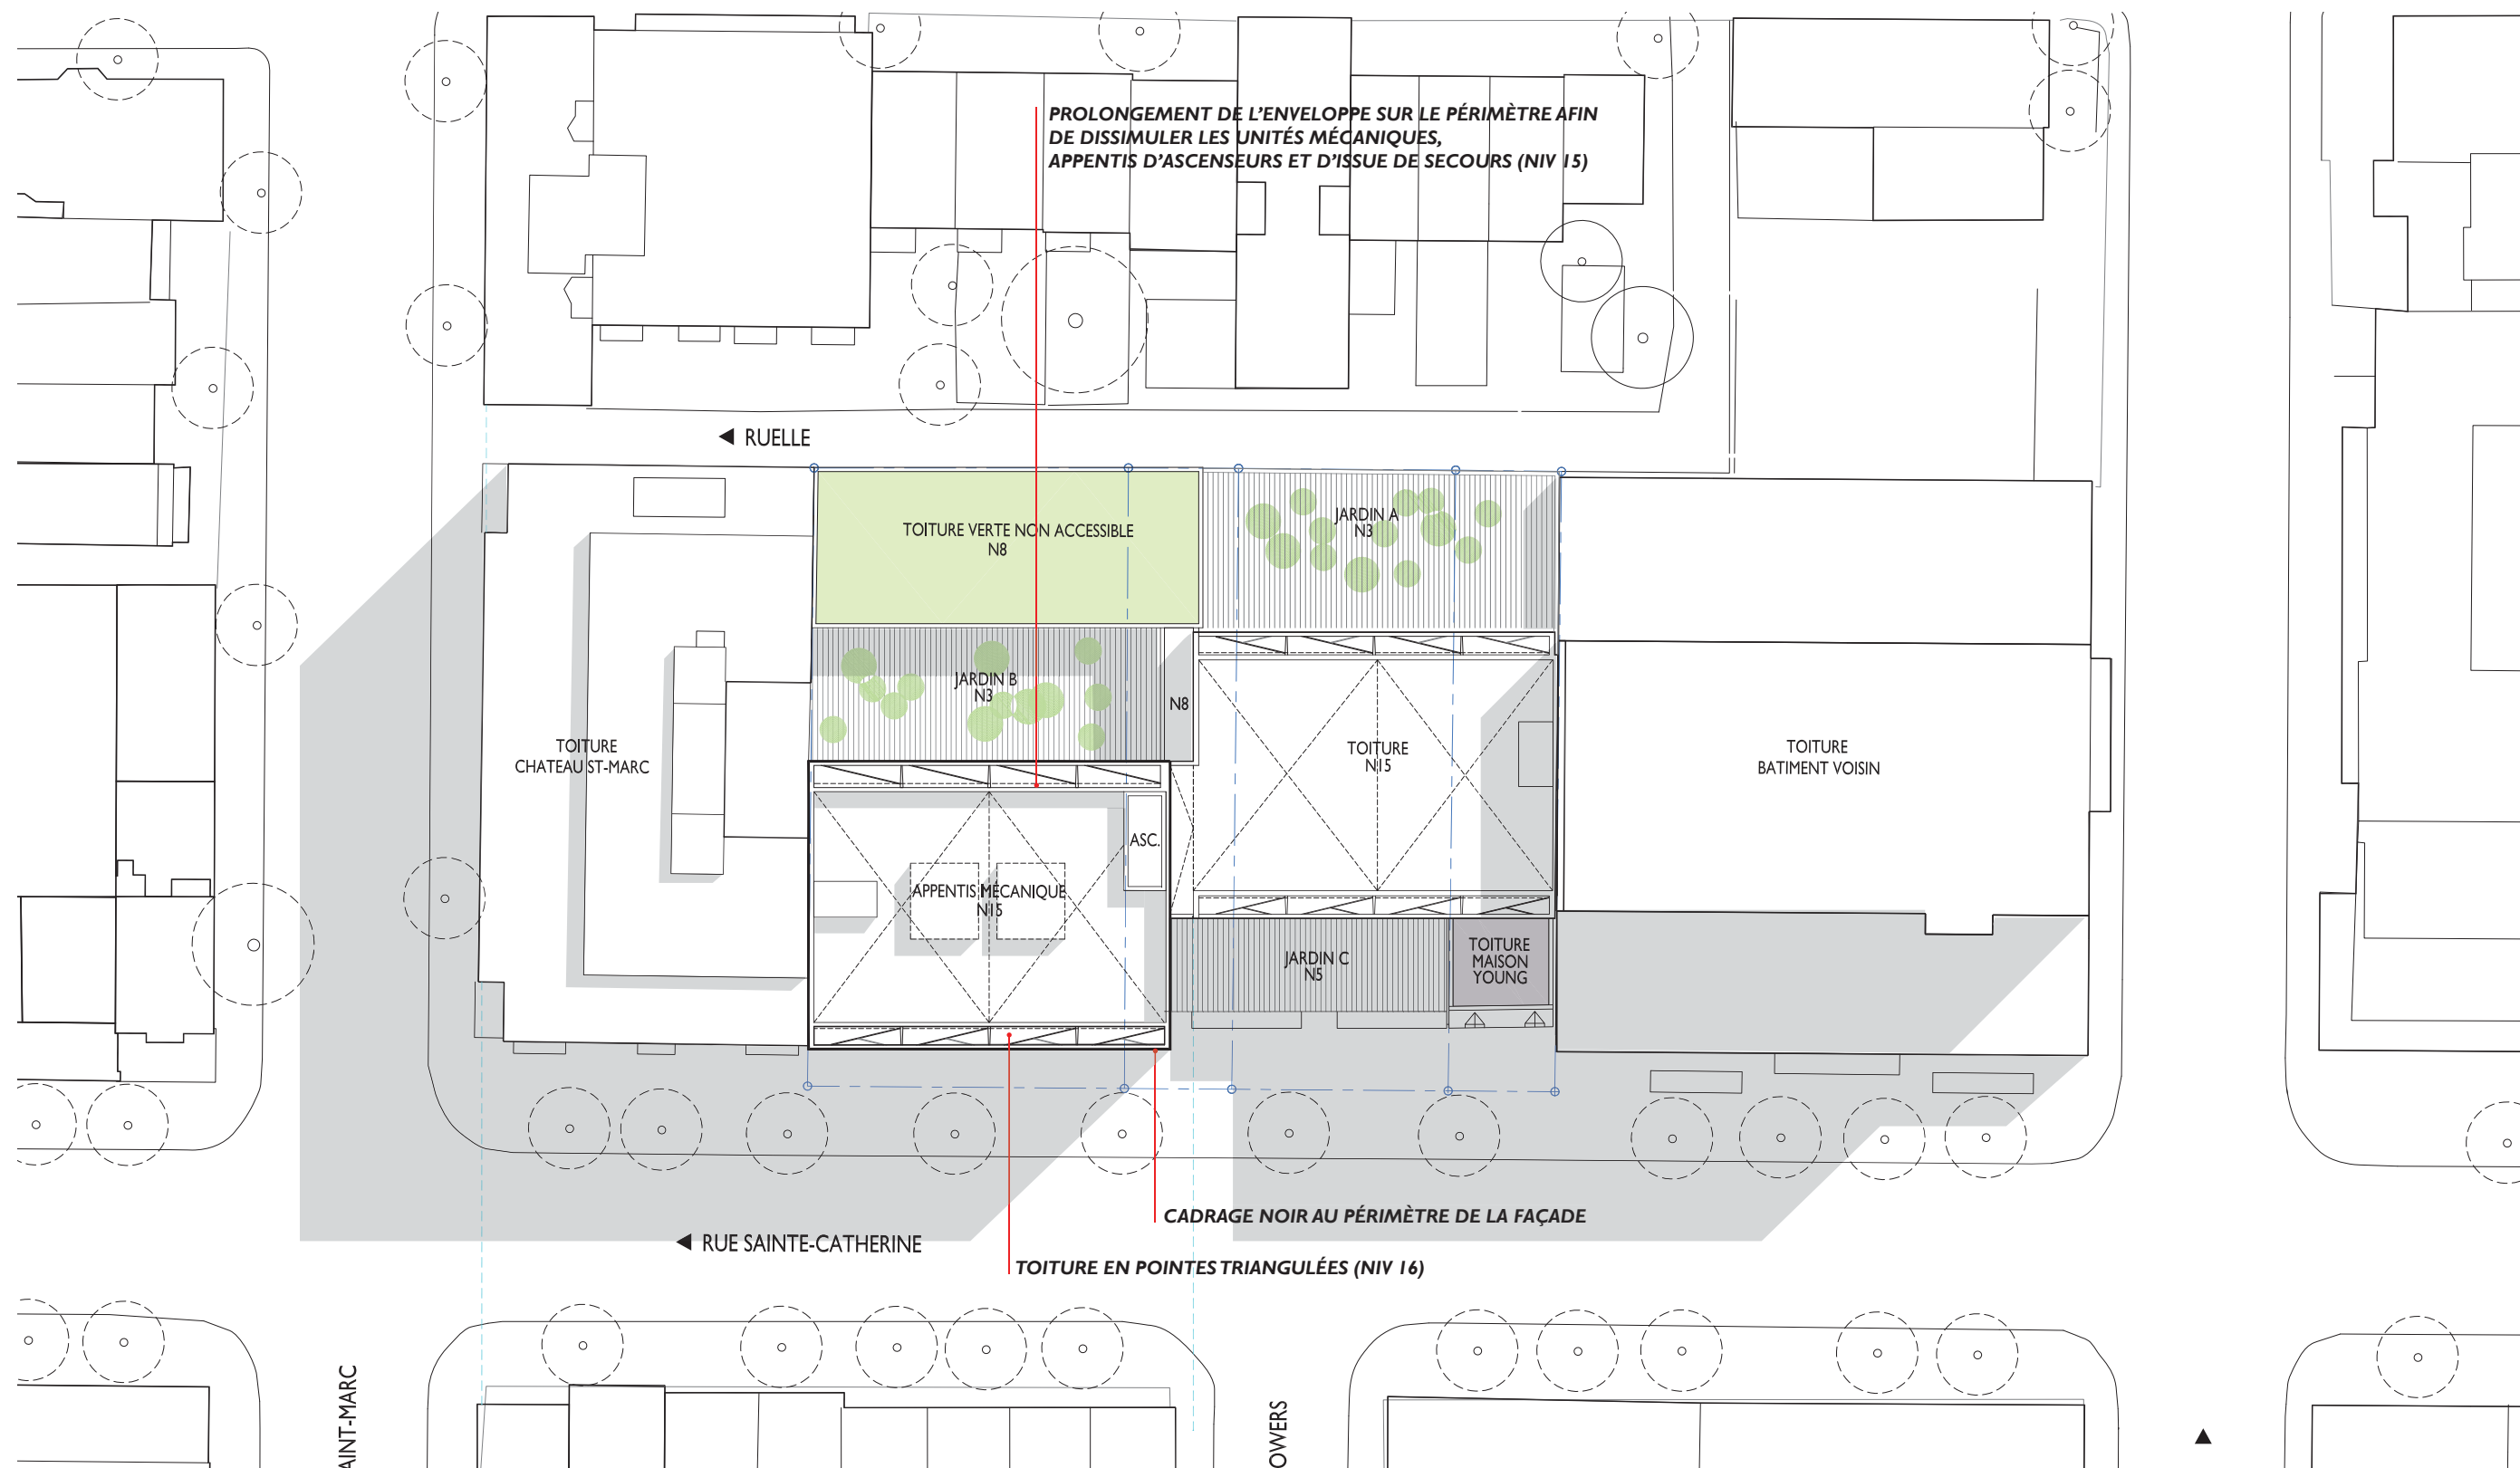 PROLONGEMENT DE L’ENVELOPPE SUR LE PÉRIMÈTRE AFIN
DE DISSIMULER LES UNITÉS MÉCANIQUES,
APPENTIS D’ASCENSEURS ET D’ISSUE DE SECOURS (NIV 15)
RUELLE
TOITURE VERTE NON ACCESSIBLE
N8
JARDIN A
N3
JARDIN B
N3
N8
TOITURE
CHATEAU ST-MARC
TOITURE
N15
TOITURE
BATIMENT VOISIN
ASC.
APPENTIS MÉCANIQUE
N15
JARDIN C
N5
TOITURE
MAISON
YOUNG
CADRAGE NOIR AU PÉRIMÈTRE DE LA FAÇADE
RUE SAINTE-CATHERINE
TOITURE EN POINTES TRIANGULÉES (NIV 16)
AINT-MARC
OWERS